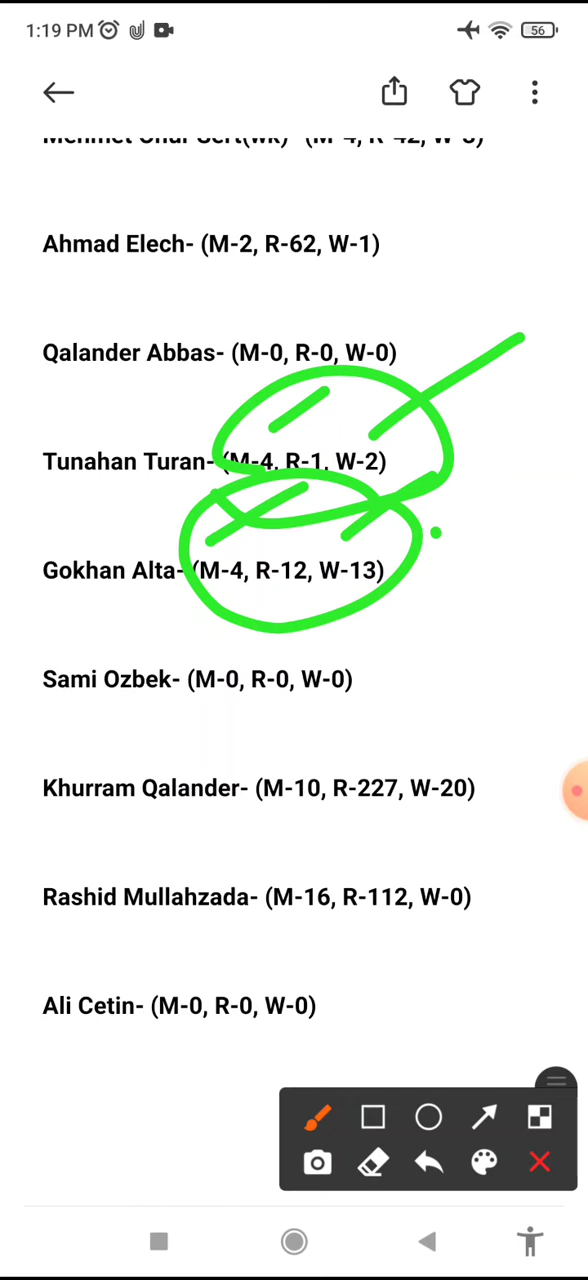 1:19 PM
56
Ahmad Elech- (M-2, R-62, W-1)
Qalander Abbas- (M-0, R-0, W-0)
Tunahan Turan- (M-4, R-1, W-2)
Gokhan Alta- (M-4, R-12, W-13)
Sami Ozbek- (M-0, R-0, W-0)
Khurram Qalander- (M-10, R-227, W-20)
Rashid Mullahzada- (M-16, R-112, W-0)
Ali Cetin- (M-0, R-0, W-0)